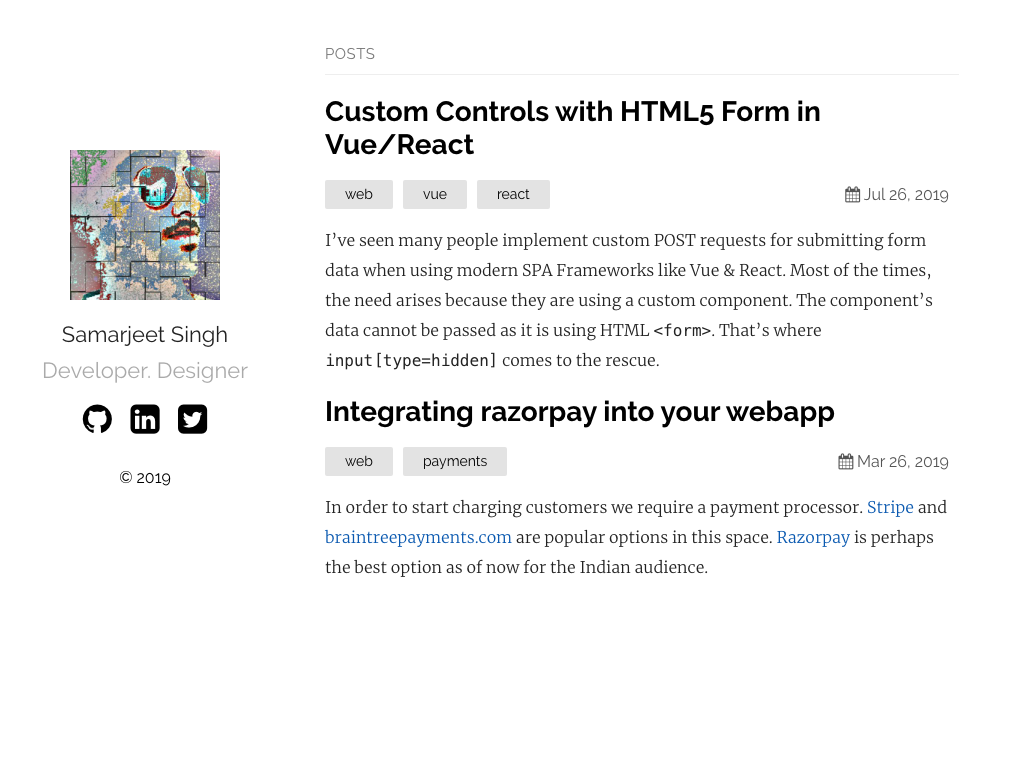 POSTS
Custom Controls with HTML5 Form in
Vue/React
web vue react Jul 26, 2019
I’ve seen many people implement custom POST requests for submitting form
data when using modern SPA Frameworks like Vue & React. Most of the times,
the need arises because they are using a custom component. The component’s
data cannot be passed as it is using HTML <form>. That’s where
input[type=hidden] comes to the rescue.
Integrating razorpay into your webapp
web payments Mar 26, 2019
In order to start charging customers we require a payment processor. Stripe and
braintreepayments.com are popular options in this space. Razorpay is perhaps
the best option as of now for the Indian audience.
Samarjeet Singh
Developer. Designer
© 2019